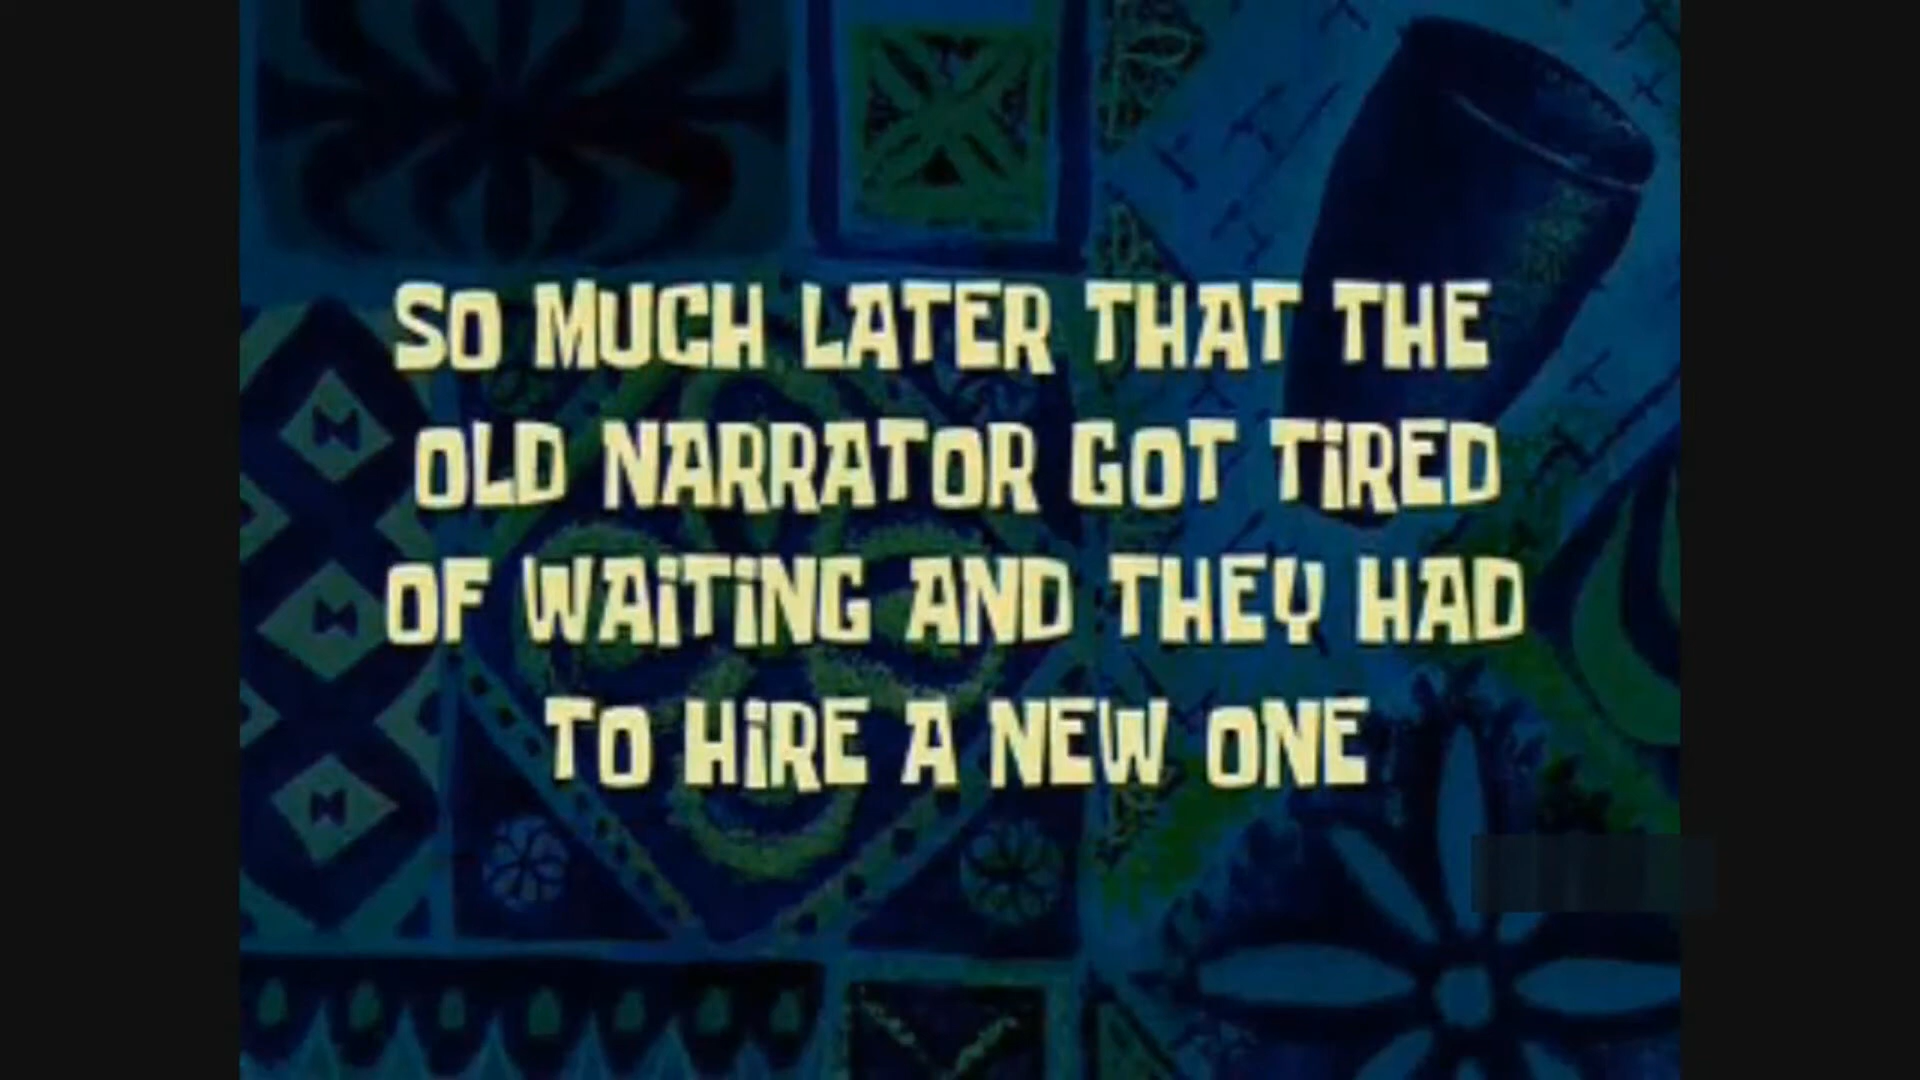 SO MUCH LATER THAT THE
OLD NARRATOR GOT TIRED
OF WAITING AND THEY HAD
TO HIRE A NEW ONE